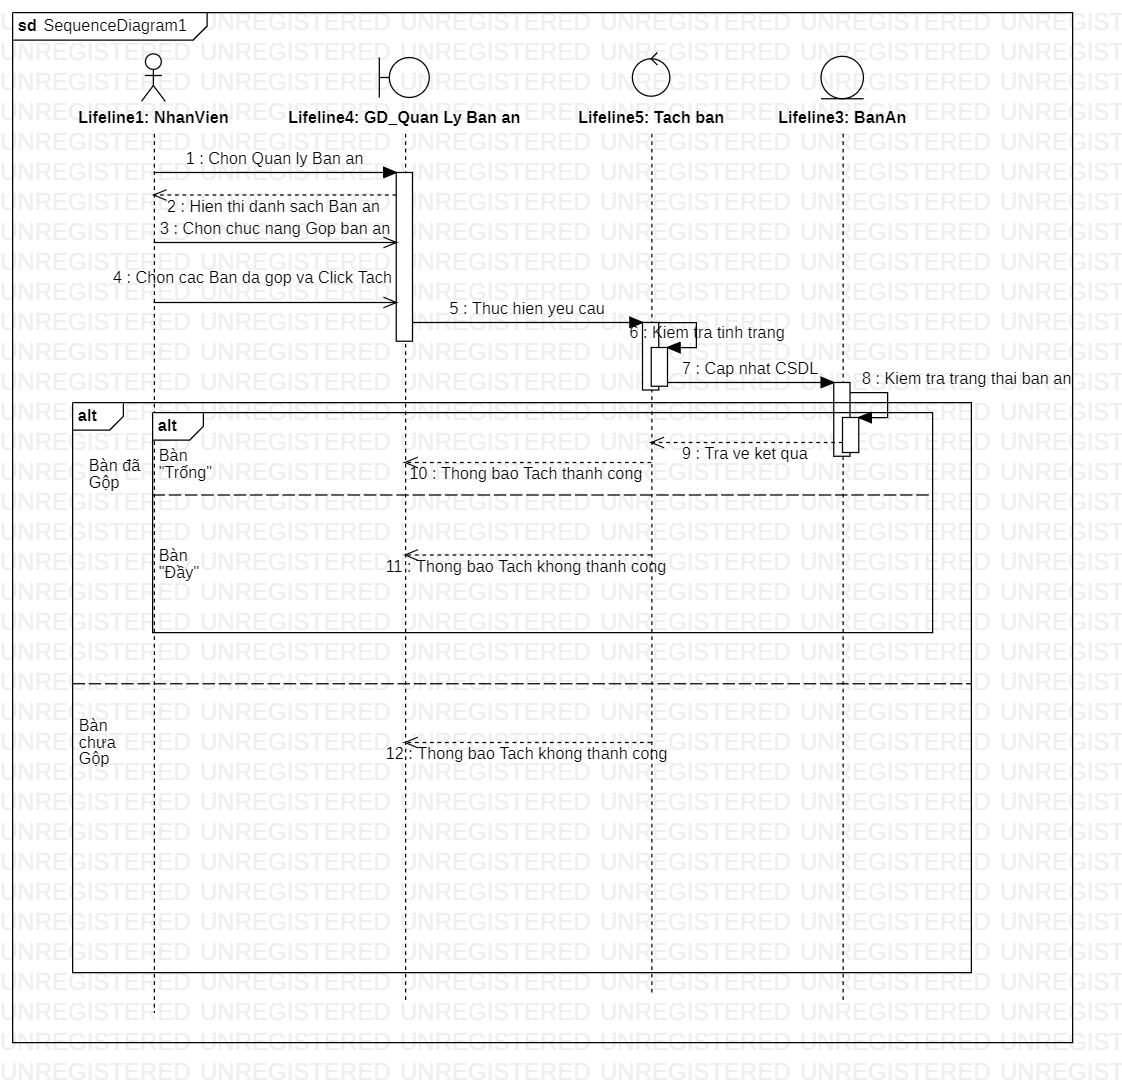 sd SequenceDiagram1
Lifeline1: NhanVien
Lifeline4: GD_Quan Ly Ban an
Lifeline5: Tach ban
Lifeline3: BanAn
1 : Chon Quan ly Ban an
2 : Hien thi danh sach Ban an
3 : Chon chuc nang Gop ban an
4 : Chon cac Ban da gop va Click Tach
5 : Thuc hien yeu cau
6 : Kiem tra tinh trang
7 : Cap nhat CSDL
8 : Kiem tra trang thai ban an
alt
alt
Bàn đã
Gộp
Bàn
"Trống"
9 : Tra ve ket qua
10 : Thong bao Tach thanh cong
Bàn
"Đầy"
11 : Thong bao Tach khong thanh cong
Bàn
chưa
Gộp
12 : Thong bao Tach khong thanh cong
UNREGISTERED